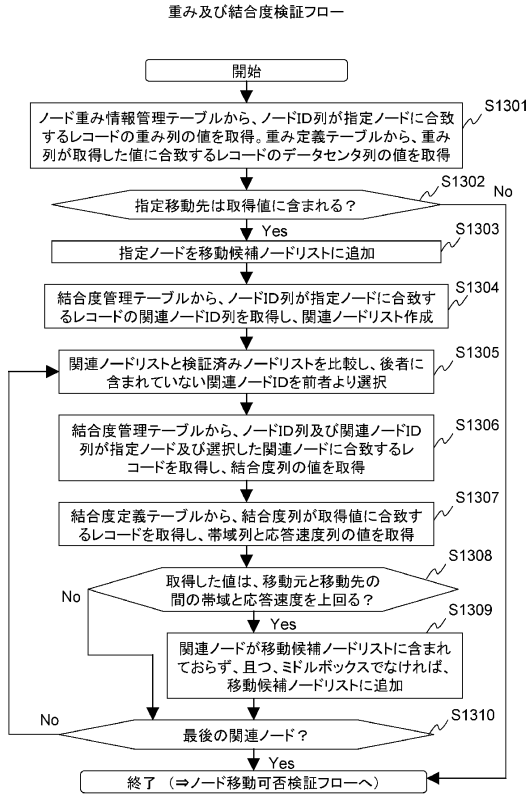 重み及び結合度検証フロー
開始
S1301
ノード重み情報管理テーブルから、ノードID列が指定ノードに合致
するレコードの重み列の値を取得。重み定義テーブルから、重み
列が取得した値に合致するレコードのデータセンタ列の値を取得
S1302
指定移動先は取得値に含まれる？
No
Yes
S1303
指定ノードを移動候補ノードリストに追加
S1304
結合度管理テーブルから、ノードID列が指定ノードに合致す
るレコードの関連ノードID列を取得し、関連ノードリスト作成
S1305
関連ノードリストと検証済みノードリストを比較し、後者に
含まれていない関連ノードIDを前者より選択
S1306
結合度管理テーブルから、ノードID列及び関連ノードID
列が指定ノード及び選択した関連ノードに合致するレ
コードを取得し、結合度列の値を取得
S1307
結合度定義テーブルから、結合度列が取得値に合致す
るレコードを取得し、帯域列と応答速度列の値を取得
S1308
取得した値は、移動元と移動先の
間の帯域と応答速度を上回る？
No
Yes
S1309
関連ノードが移動候補ノードリストに含まれ
ておらず、且つ、ミドルボックスでなければ、
移動候補ノードリストに追加
S1310
No
最後の関連ノード？
Yes
終了 （⇒ノード移動可否検証フローへ）